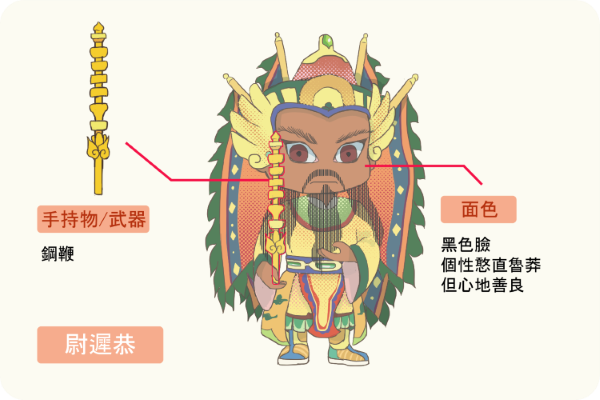 手持物/武器
鋼鞭
面色
黑色臉
個性憨直魯莽
但心地善良
尉遲恭